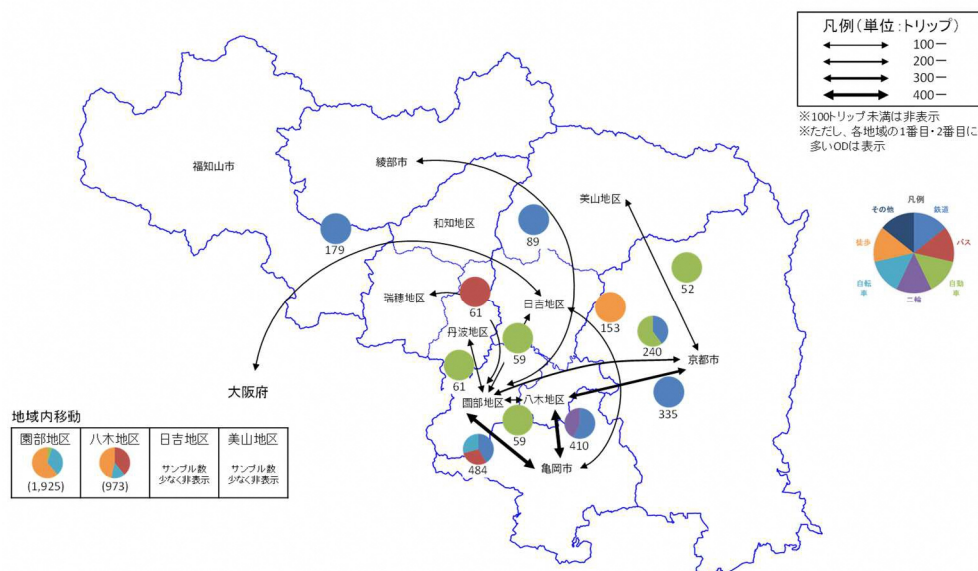 凡例(単位:トリップ)
100ー
200ー
300ー
400ー
※100トリップ未満は非表示
※ただし、各地域の1番目・2番目に
多いODは表示
福知山市
綾部市
美山地区
和知地区
凡例
その他
鉄道
徒歩
バス
自転車
自動車
二輪
179
89
52
瑞穂地区
61
日吉地区
153
丹波地区
59
240
京都市
61
大阪府
335
園部地区
八木地区
59
410
484
亀岡市
地域内移動
園部地区
八木地区
日吉地区
美山地区
(1,925)
(973)
サンプル数
少なく非表示
サンプル数
少なく非表示